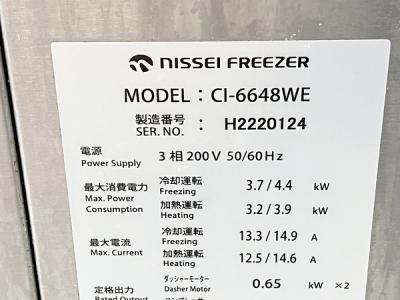 NISSEI FREEZER
MODEL : CI-6648WE
製造番号
SER. NO. : H2220124
電源
Power Supply 3 相 200V 50/60Hz
最大消費電力 冷却運転 Freezing 3.7 / 4.4 kW
Max. Power Consumption 加熱運転 Heating 3.2 / 3.9 kW
最大電流 冷却運転 Freezing 13.3 / 14.9 A
Max. Current 加熱運転 Heating 12.5 / 14.6 A
定格出力 ダッシャーモーター Dasher Motor 0.65 kW ×2
Rated Output